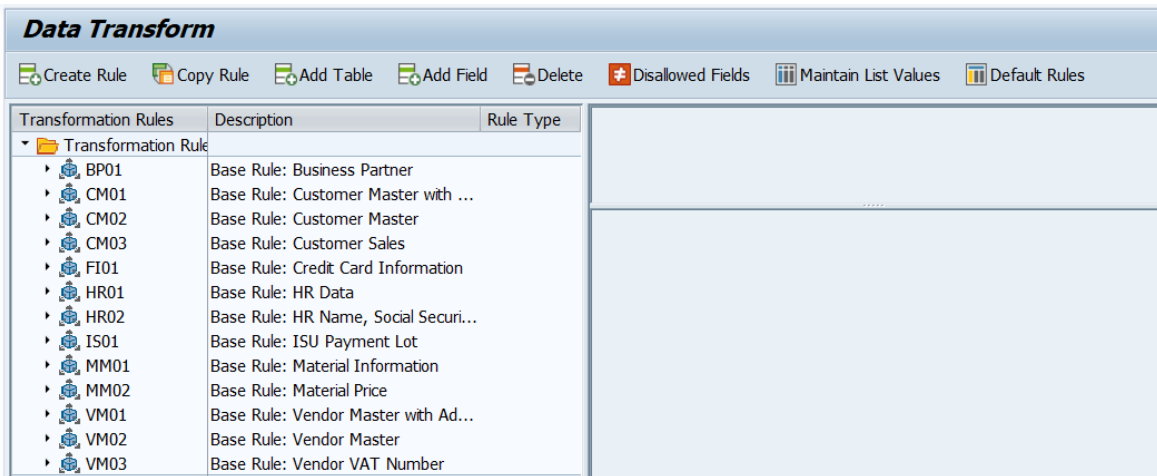 Data Transform
Create Rule Copy Rule Add Table Add Field Delete Disallowed Fields Maintain List Values Default Rules
Transformation Rules Description Rule Type
Transformation Rule
BP01 Base Rule: Business Partner
CM01 Base Rule: Customer Master with ...
CM02 Base Rule: Customer Master
CM03 Base Rule: Customer Sales
FI01 Base Rule: Credit Card Information
HR01 Base Rule: HR Data
HR02 Base Rule: HR Name, Social Securi...
IS01 Base Rule: ISU Payment Lot
MM01 Base Rule: Material Information
MM02 Base Rule: Material Price
VM01 Base Rule: Vendor Master with Ad...
VM02 Base Rule: Vendor Master
VM03 Base Rule: Vendor VAT Number